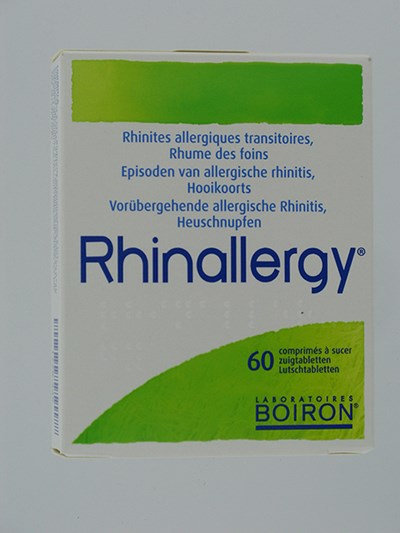 Rhinites allergiques transitoires,
Rhume des foins
Episoden van allergische rhinitis,
Hooikoorts
Vorübergehende allergische Rhinitis,
Heuschnupfen
Rhinallergy®
60 comprimés à sucer
zuigtabletten
Lutschtabletten
LABORATOIRES
BOIRON®